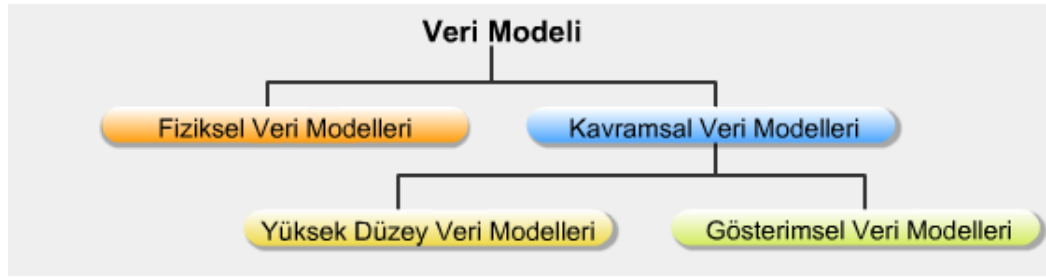 Veri Modeli
Fiziksel Veri Modelleri
Kavramsal Veri Modelleri
Yüksek Düzey Veri Modelleri
Gösterimsel Veri Modelleri